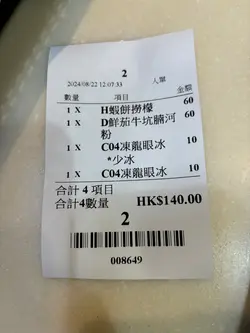 2
2024/08/22 12:07:33 人單
數量 項目 金額
1 X H蝦餅撈檬 60
1 X D鮮茄牛坑腩河粉 60
1 X C04凍龍眼冰 10
*少冰
1 X C04凍龍眼冰 10
合計 4 項目
合計4數量 HK$140.00
2
008649